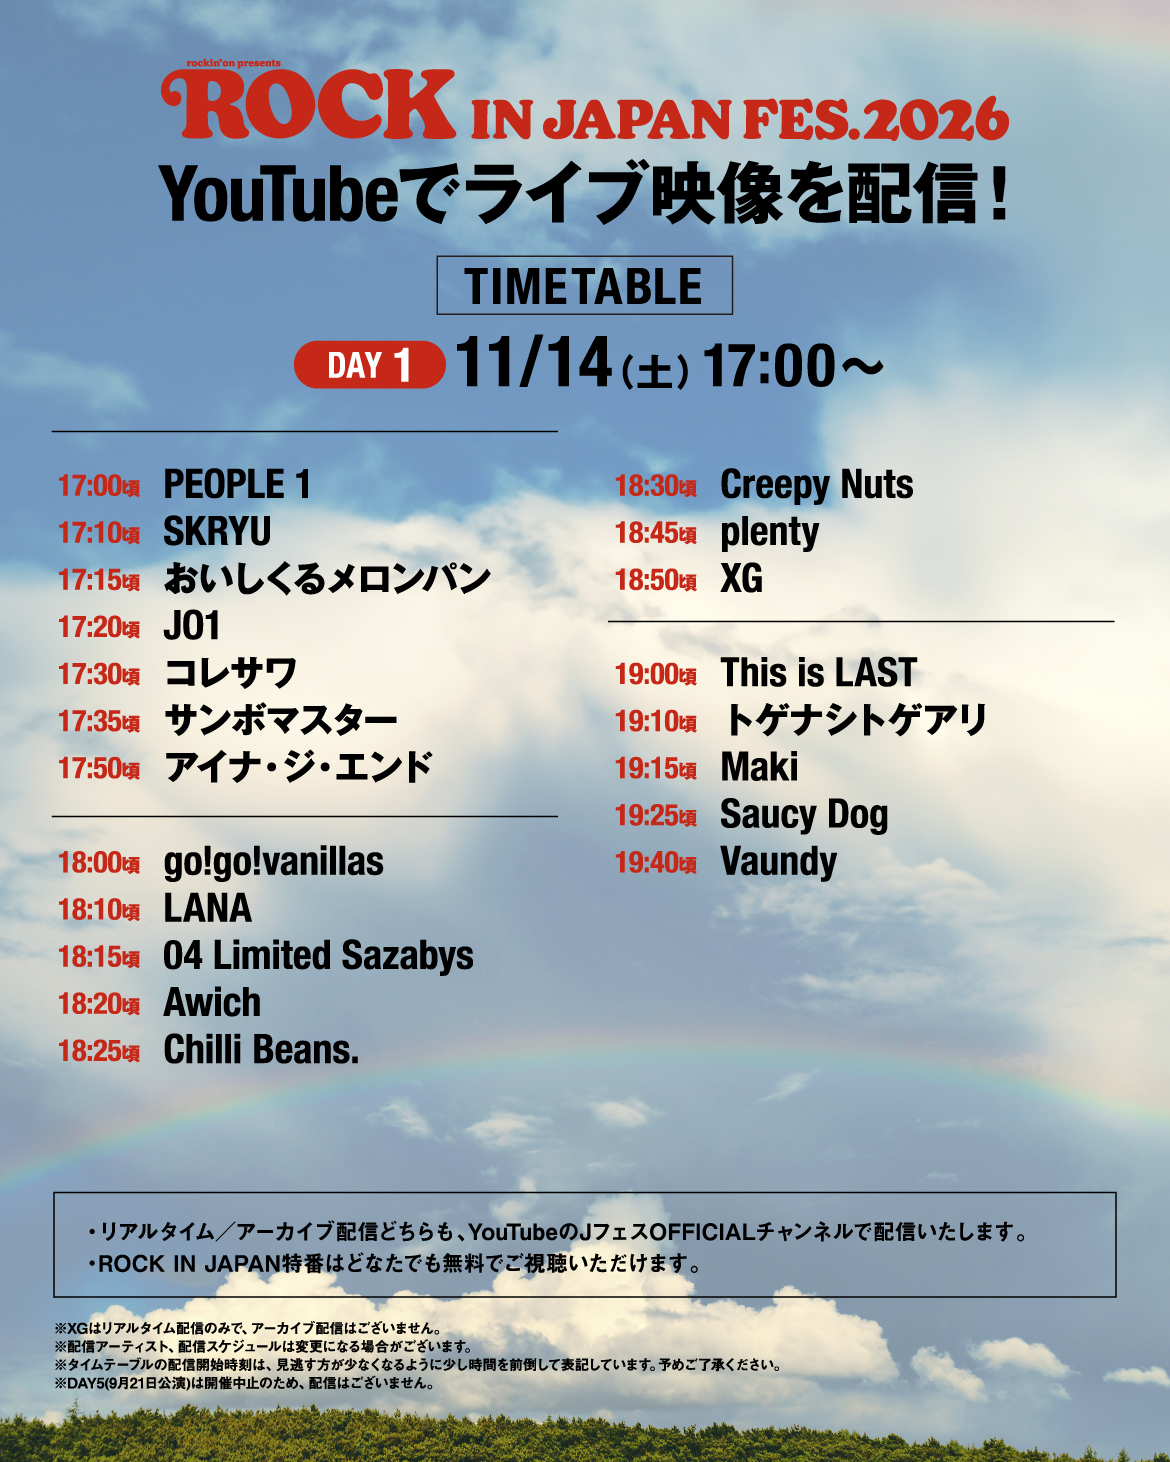 rockin'on presents
ROCK IN JAPAN FES.2026
YouTubeでライブ映像を配信！
TIMETABLE
DAY 1 11/14（土）17:00〜
17:00頃 PEOPLE 1
17:10頃 SKRYU
17:15頃 おいしくるメロンパン
17:20頃 JO1
17:30頃 コレサワ
17:35頃 サンボマスター
17:50頃 アイナ・ジ・エンド
18:00頃 go!go!vanillas
18:10頃 LANA
18:15頃 04 Limited Sazabys
18:20頃 Awich
18:25頃 Chilli Beans.
18:30頃 Creepy Nuts
18:45頃 plenty
18:50頃 XG
19:00頃 This is LAST
19:10頃 トゲナシトゲアリ
19:15頃 Maki
19:25頃 Saucy Dog
19:40頃 Vaundy
・リアルタイム／アーカイブ配信どちらも、YouTubeのJフェスOFFICIALチャンネルで配信いたします。
・ROCK IN JAPAN特番はどなたでも無料でご視聴いただけます。
※XGはリアルタイム配信のみで、アーカイブ配信はございません。
※配信アーティスト、配信スケジュールは変更になる場合がございます。
※タイムテーブルの配信開始時刻は、見逃す方が少なくなるように少し時間を前倒して表記しています。予めご了承ください。
※DAY5(9月21日公演)は開催中止のため、配信はございません。